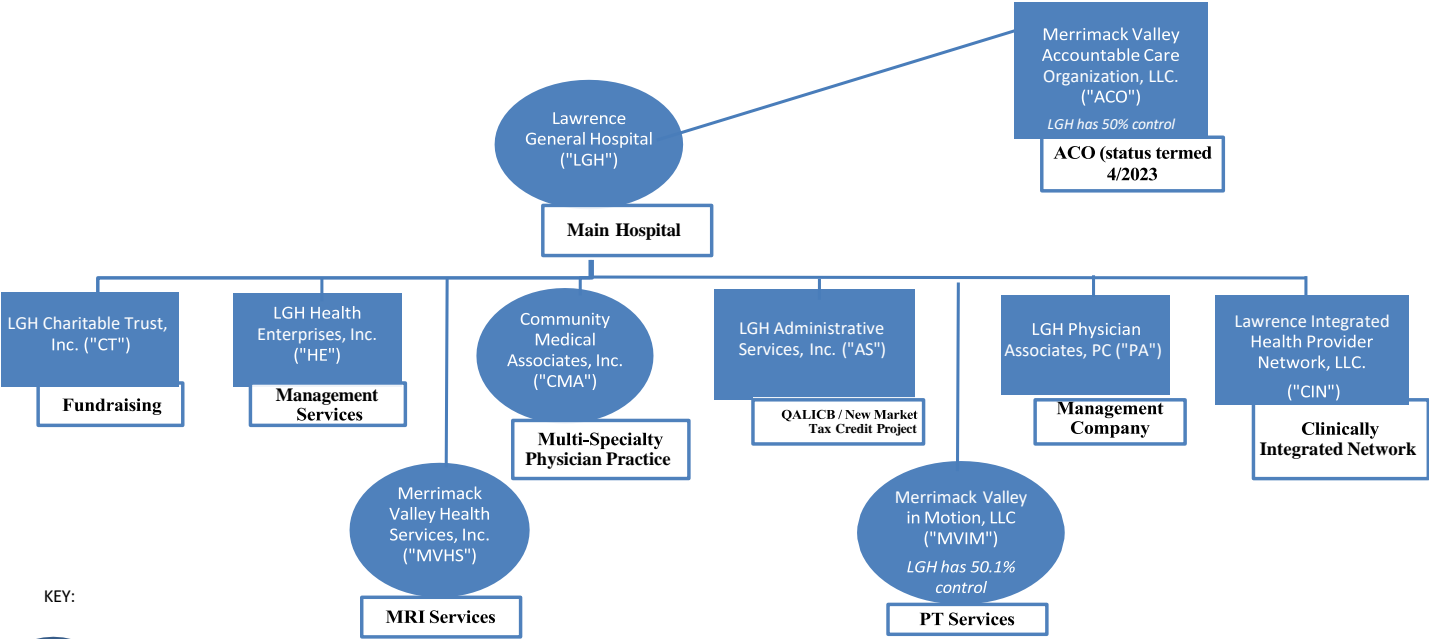 Merrimack Valley
Accountable Care
Organization, LLC.
("ACO")
LGH has 50% control
ACO (status termed
4/2023
Lawrence
General Hospital
("LGH")
Main Hospital
LGH Charitable Trust,
Inc. ("CT")
Fundraising
LGH Health
Enterprises, Inc.
("HE")
Management
Services
Community
Medical
Associates, Inc.
("CMA")
Multi-Specialty
Physician Practice
LGH Administrative
Services, Inc. ("AS")
QALICB / New Market
Tax Credit Project
LGH Physician
Associates, PC ("PA")
Management
Company
Lawrence Integrated
Health Provider
Network, LLC.
("CIN")
Clinically
Integrated Network
Merrimack
Valley Health
Services, Inc.
("MVHS")
MRI Services
Merrimack Valley
in Motion, LLC
("MVIM")
LGH has 50.1%
control
PT Services
KEY: